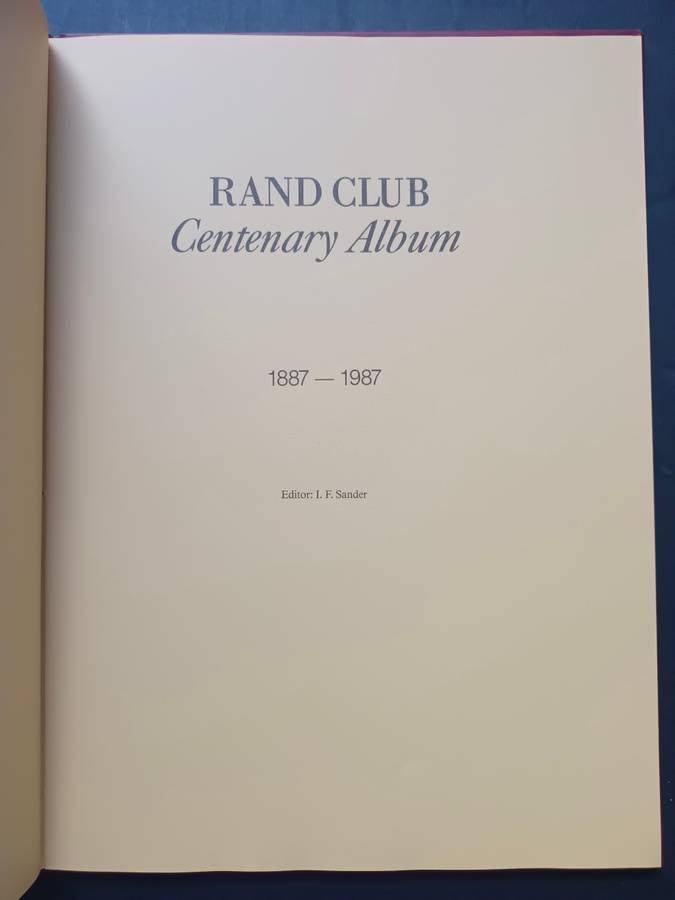 RAND CLUB
Centenary Album
1887 — 1987
Editor: I. F. Sander